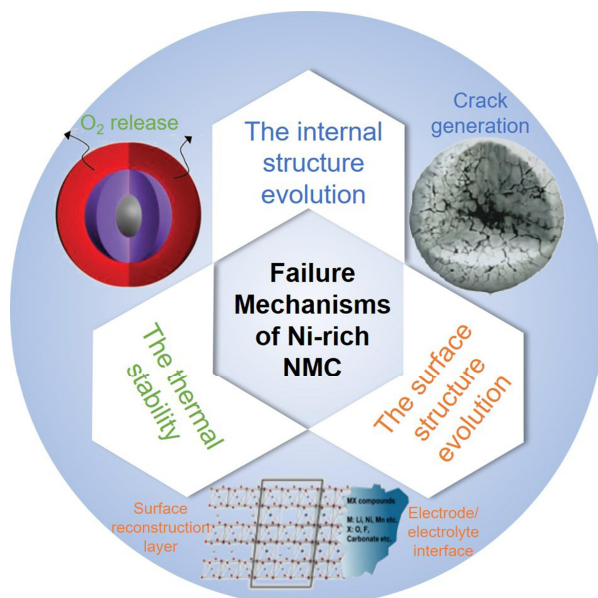 O₂ release
The internal
structure
evolution
Crack
generation
Failure
Mechanisms
of Ni-rich
NMC
The thermal
stability
The surface
structure
evolution
Surface
reconstruction
layer
MX compounds
M: Li, Ni, Mn etc.
X: O, F,
Carbonate etc.
Electrode/
electrolyte
interface